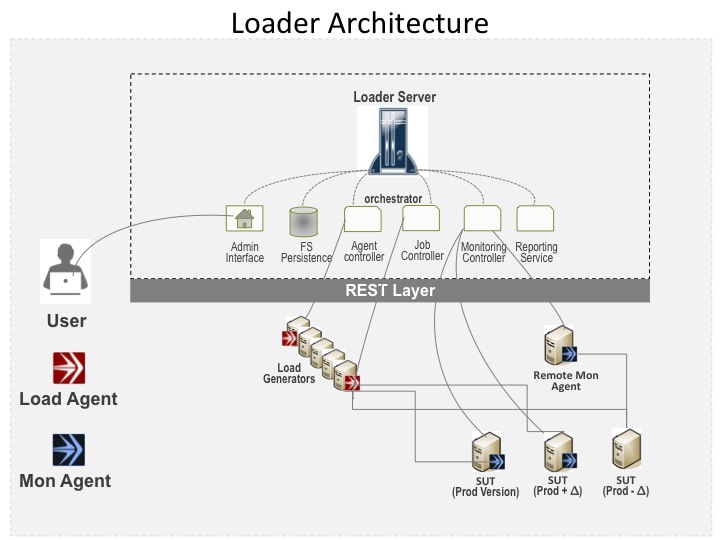 Loader Architecture
Loader Server
orchestrator
Admin
Interface
FS
Persistence
Agent
controller
Job
Controller
Monitoring
Controller
Reporting
Service
REST Layer
User
Load Agent
Mon Agent
Load
Generators
Remote Mon
Agent
SUT
(Prod Version)
SUT
(Prod + Δ)
SUT
(Prod - Δ)